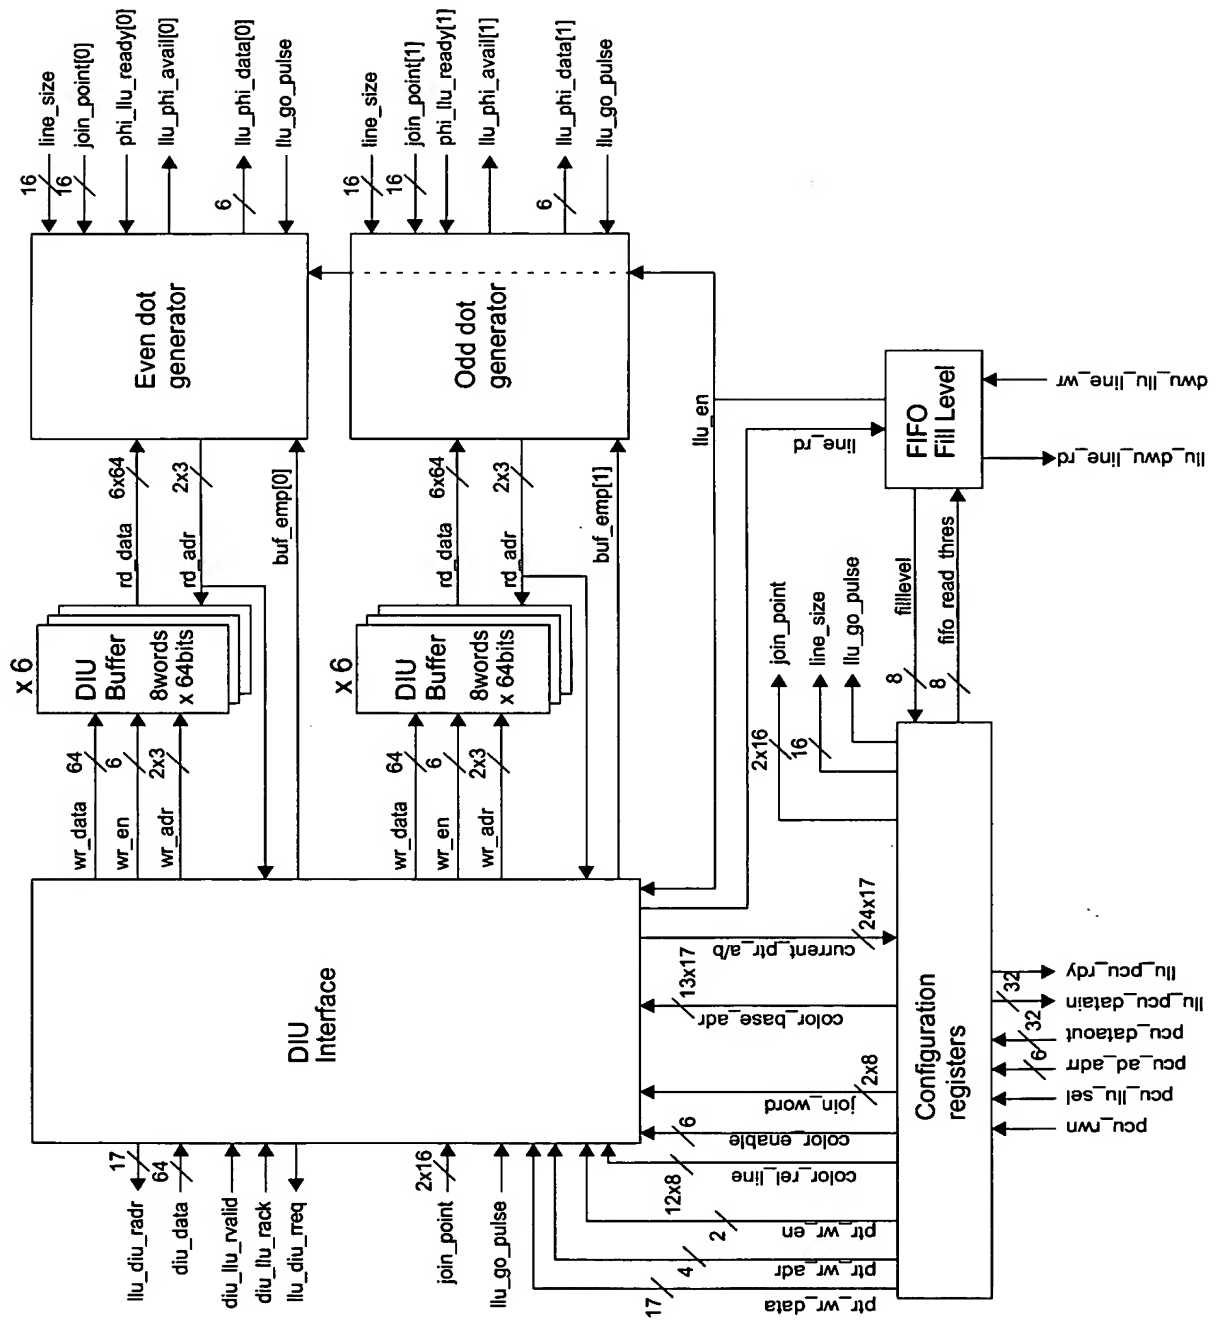 line_size
16
join_point[0]
16
phi_llu_ready[0]
llu_phi_avail[0]
llu_phi_data[0]
6
llu_go_pulse
line_size
16
join_point[1]
16
phi_llu_ready[1]
llu_phi_avail[1]
llu_phi_data[1]
6
llu_go_pulse
Even dot
generator
Odd dot
generator
rd_data
6x64
rd_adr
2x3
buf_emp[0]
rd_data
6x64
rd_adr
2x3
buf_emp[1]
x 6
DIU
Buffer
8words
x 64bits
x 6
DIU
Buffer
8words
x 64bits
wr_data
64
wr_en
6
wr_adr
2x3
wr_data
64
wr_en
6
wr_adr
2x3
llu_en
line_rd
FIFO
Fill Level
dwu_llu_line_wr
llu_dwu_line_rd
filllevel
8
fifo_read_thres
8
join_point
2x16
line_size
16
llu_go_pulse
DIU
Interface
llu_diu_radr
17
diu_data
64
diu_llu_rvalid
diu_llu_rack
llu_diu_rreq
join_point
2x16
llu_go_pulse
current_ptr_a/b
24x17
color_base_adr
13x17
join_word
2x8
color_enable
6
color_rel_line
12x8
ptr_wr_en
2
ptr_wr_adr
4
ptr_wr_data
17
Configuration
registers
llu_pcu_rdy
llu_pcu_datain
32
pcu_dataout
32
pcu_ad_adrr
6
pcu_llu_sel
pcu_rwn